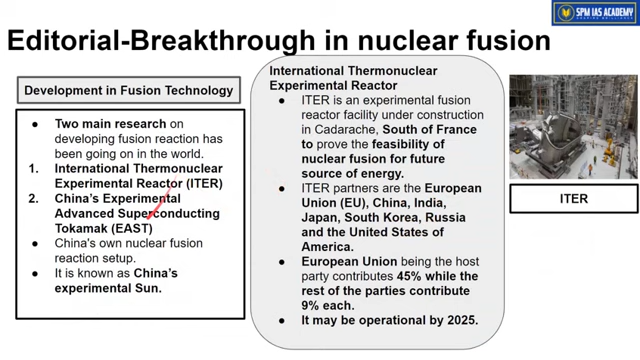 SPM IAS ACADEMY
Editorial-Breakthrough in nuclear fusion
Development in Fusion Technology
● Two main research on
developing fusion reaction has
been going on in the world.
1. International Thermonuclear
Experimental Reactor (ITER)
2. China's Experimental
Advanced Superconducting
Tokamak (EAST)
● China's own nuclear fusion
reaction setup.
● It is known as China's
experimental Sun.
International Thermonuclear
Experimental Reactor
● ITER is an experimental fusion
reactor facility under construction
in Cadarache, South of France
to prove the feasibility
of nuclear fusion for future
source of energy.
● ITER partners are the European
Union (EU), China, India,
Japan, South Korea, Russia
and the United States of
America.
● European Union being the host
party contributes 45% while the
rest of the parties contribute
9% each.
● It may be operational by 2025.
ITER